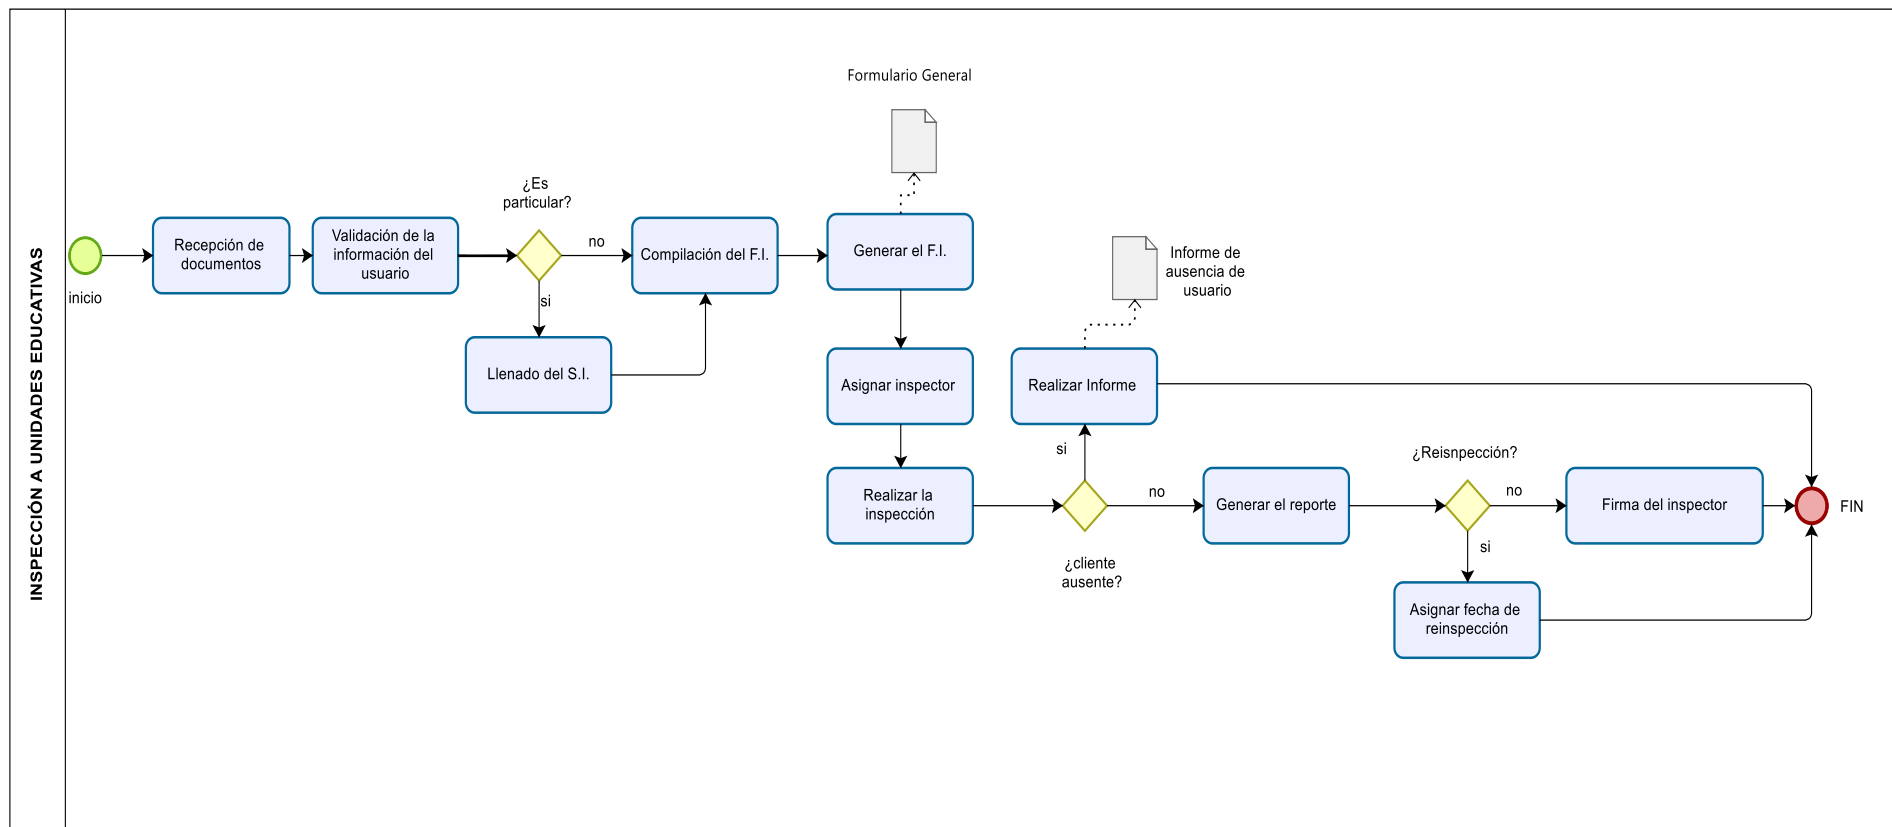 INSPECCIÓN A UNIDADES EDUCATIVAS
inicio
Recepción de
documentos
Validación de la
información del
usuario
¿Es
particular?
no
si
Llenado del S.I.
Compilación del F.I.
Formulario General
Generar el F.I.
Asignar inspector
Realizar la
inspección
¿cliente
ausente?
si
no
Realizar Informe
Informe de
ausencia de
usuario
Generar el reporte
¿Reisnpección?
no
si
Firma del inspector
Asignar fecha de
reinspección
FIN